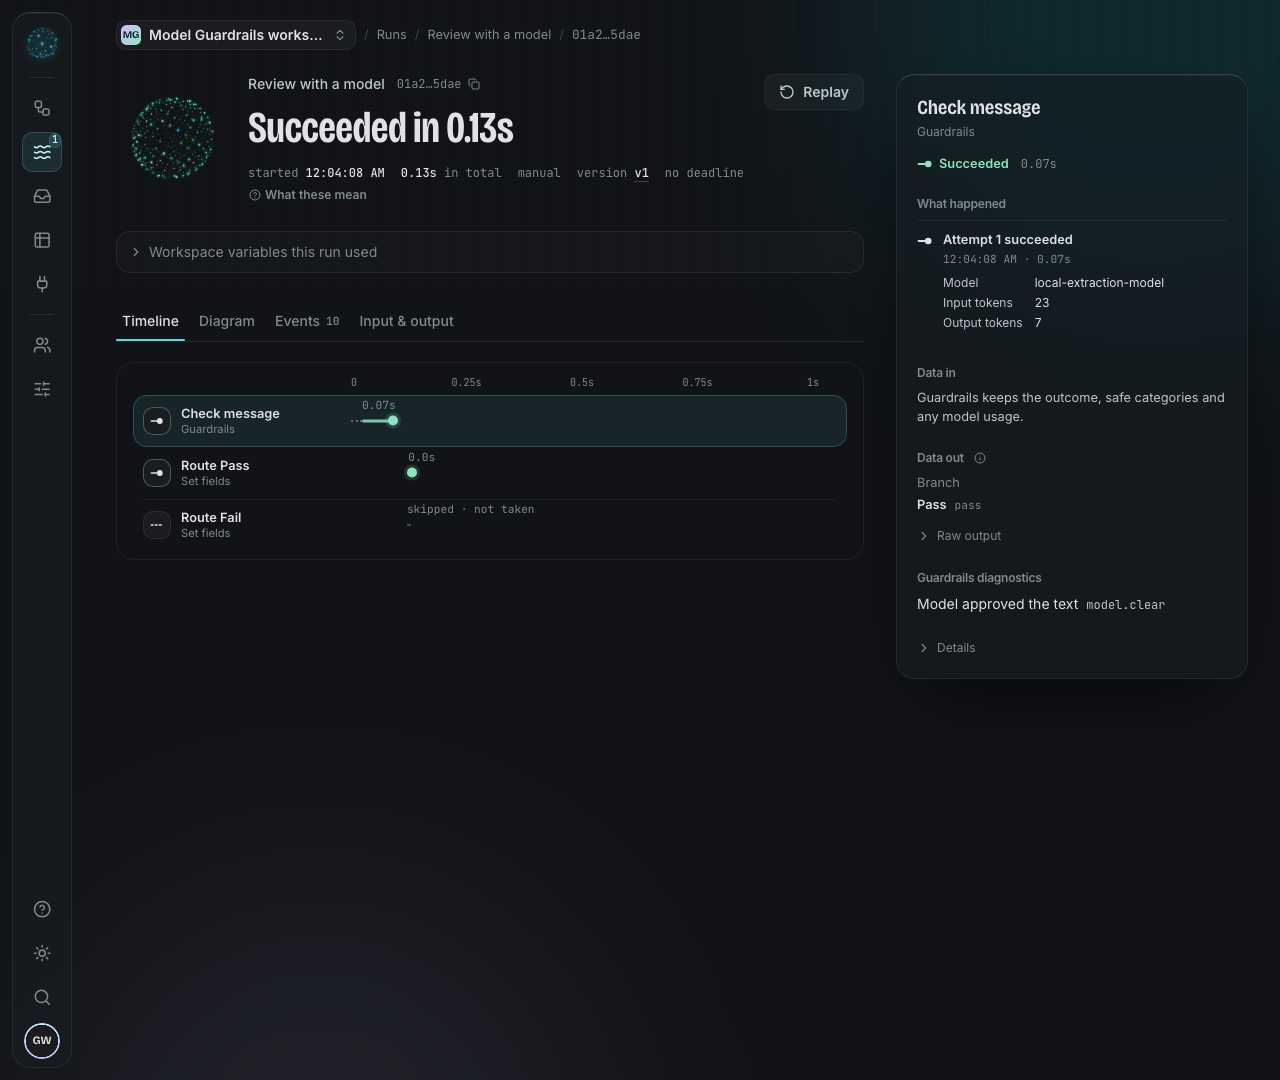 MG Model Guardrails works... / Runs / Review with a model / 01a2…5dae
1
Review with a model 01a2…5dae
Replay
Succeeded in 0.13s
started 12:04:08 AM 0.13s in total manual version v1 no deadline
What these mean
Workspace variables this run used
Timeline Diagram Events 10 Input & output
0 0.25s 0.5s 0.75s 1s
Check message
Guardrails
0.07s
Route Pass
Set fields
0.0s
Route Fail
Set fields
skipped · not taken
Check message
Guardrails
Succeeded 0.07s
What happened
Attempt 1 succeeded
12:04:08 AM · 0.07s
Model local-extraction-model
Input tokens 23
Output tokens 7
Data in
Guardrails keeps the outcome, safe categories and
any model usage.
Data out
Branch
Pass pass
Raw output
Guardrails diagnostics
Model approved the text model.clear
Details
GW